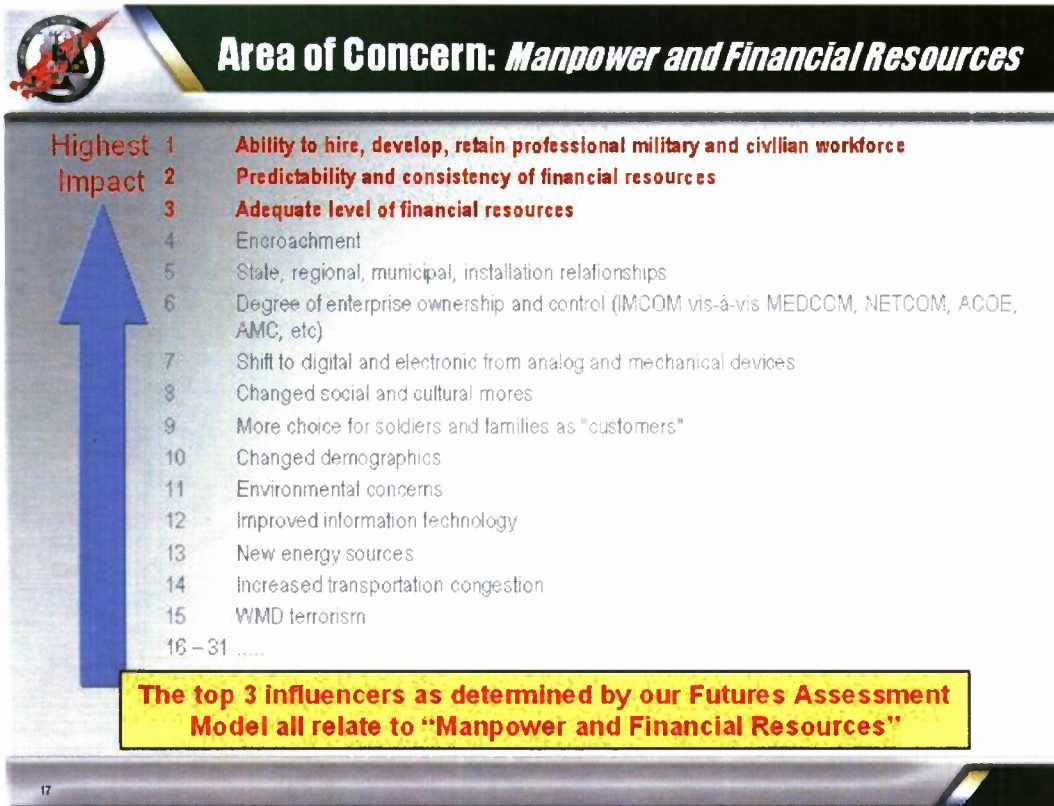 Area of Concern: Manpower and Financial Resources
Highest Impact
1 Ability to hire, develop, retain professional military and civilian workforce
2 Predictability and consistency of financial resources
3 Adequate level of financial resources
4 Encroachment
5 State, regional, municipal, installation relationships
6 Degree of enterprise ownership and control (IMCOM vis-à-vis MEDCOM, NETCOM, ACOE,
AMC, etc)
7 Shift to digital and electronic from analog and mechanical devices
8 Changed social and cultural mores
9 More choice for soldiers and families as "customers"
10 Changed demographics
11 Environmental concerns
12 Improved information technology
13 New energy sources
14 Increased transportation congestion
15 WMD terrorism
16 – 31 .....
The top 3 influencers as determined by our Futures Assessment
Model all relate to “Manpower and Financial Resources”
17